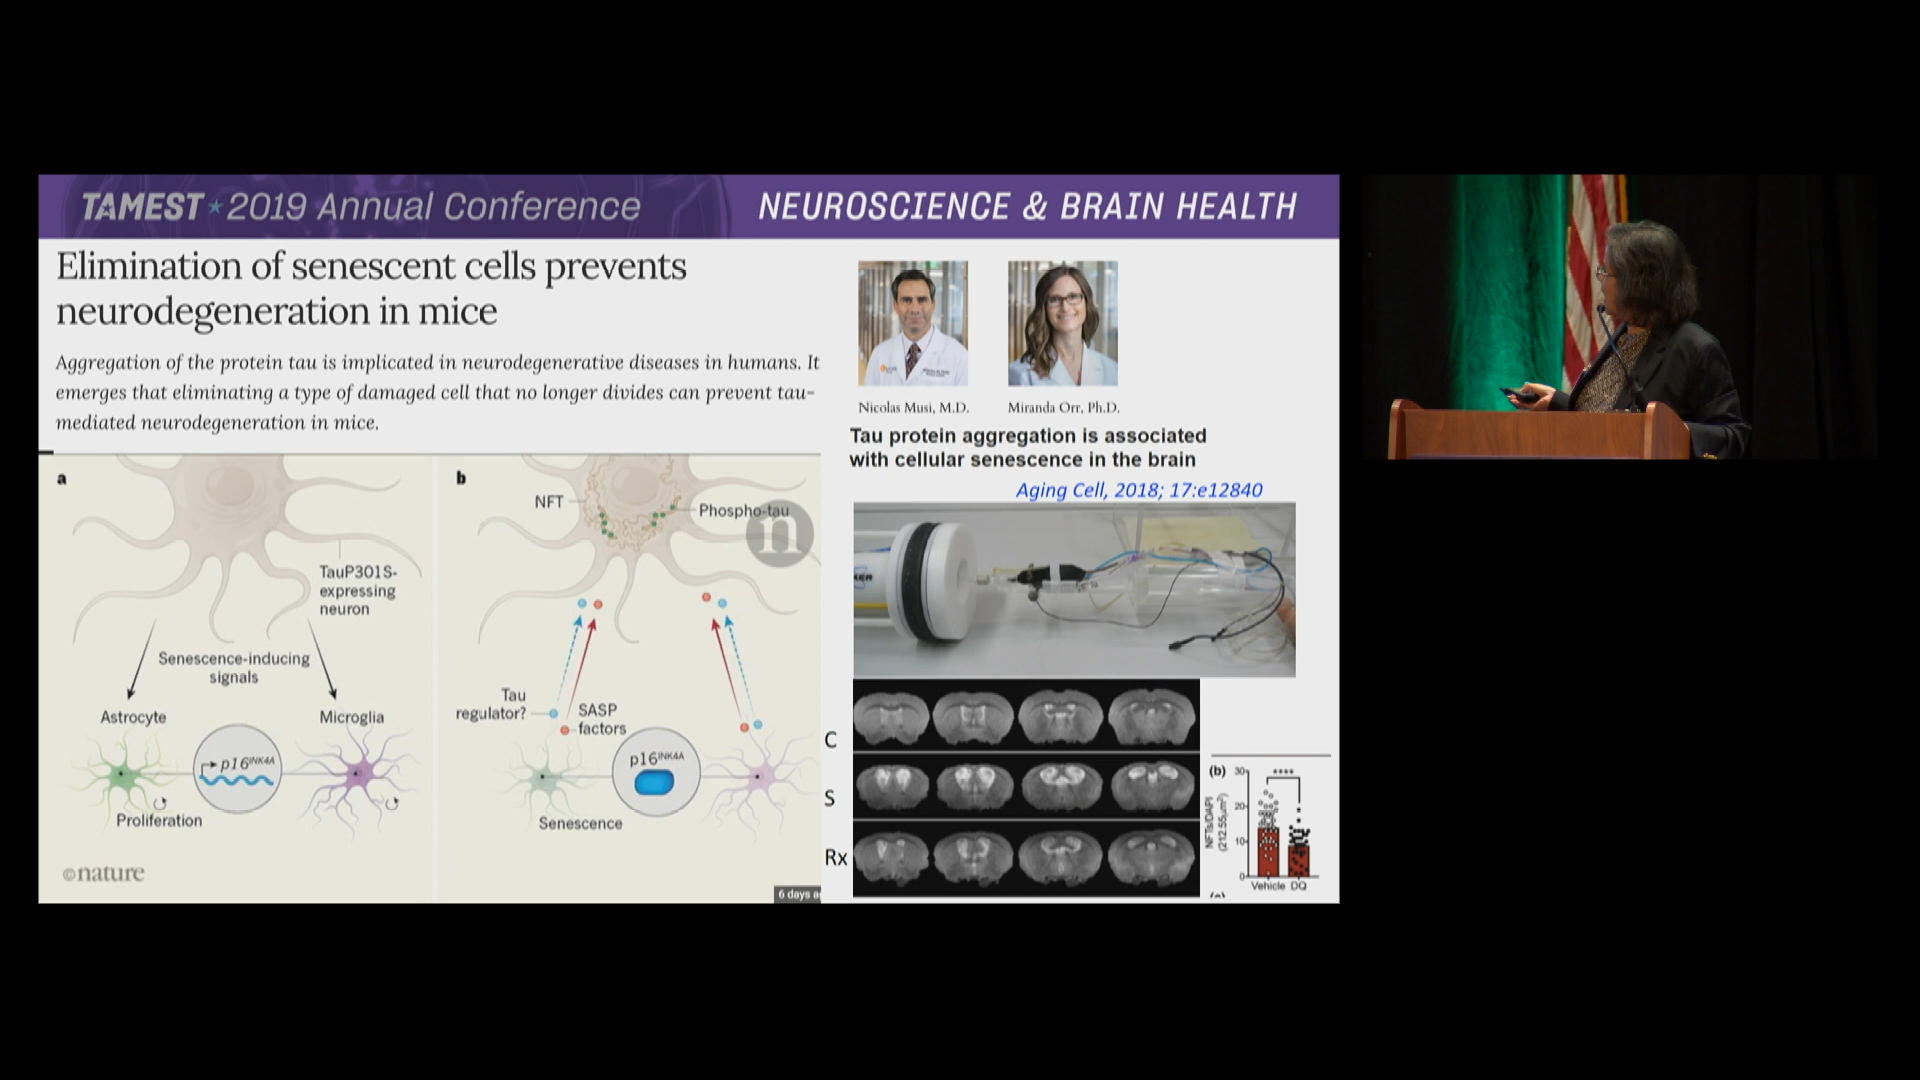 TAMEST★2019 Annual Conference
NEUROSCIENCE & BRAIN HEALTH
Elimination of senescent cells prevents
neurodegeneration in mice
Aggregation of the protein tau is implicated in neurodegenerative diseases in humans. It
emerges that eliminating a type of damaged cell that no longer divides can prevent tau-
mediated neurodegeneration in mice.
a
TauP301S-
expressing
neuron
Senescence-inducing
signals
Astrocyte
Microglia
p16INK4A
Proliferation
©nature
b
NFT
Phospho-tau
n
Tau
regulator?
SASP
factors
p16INK4A
Senescence
6 days
Nicolas Musi, M.D.
Miranda Orr, Ph.D.
Tau protein aggregation is associated
with cellular senescence in the brain
Aging Cell, 2018; 17:e12840
C
S
Rx
(b)
30
20
10
0
****
NFTs/DAPI
(212.55μm²)
Vehicle DQ